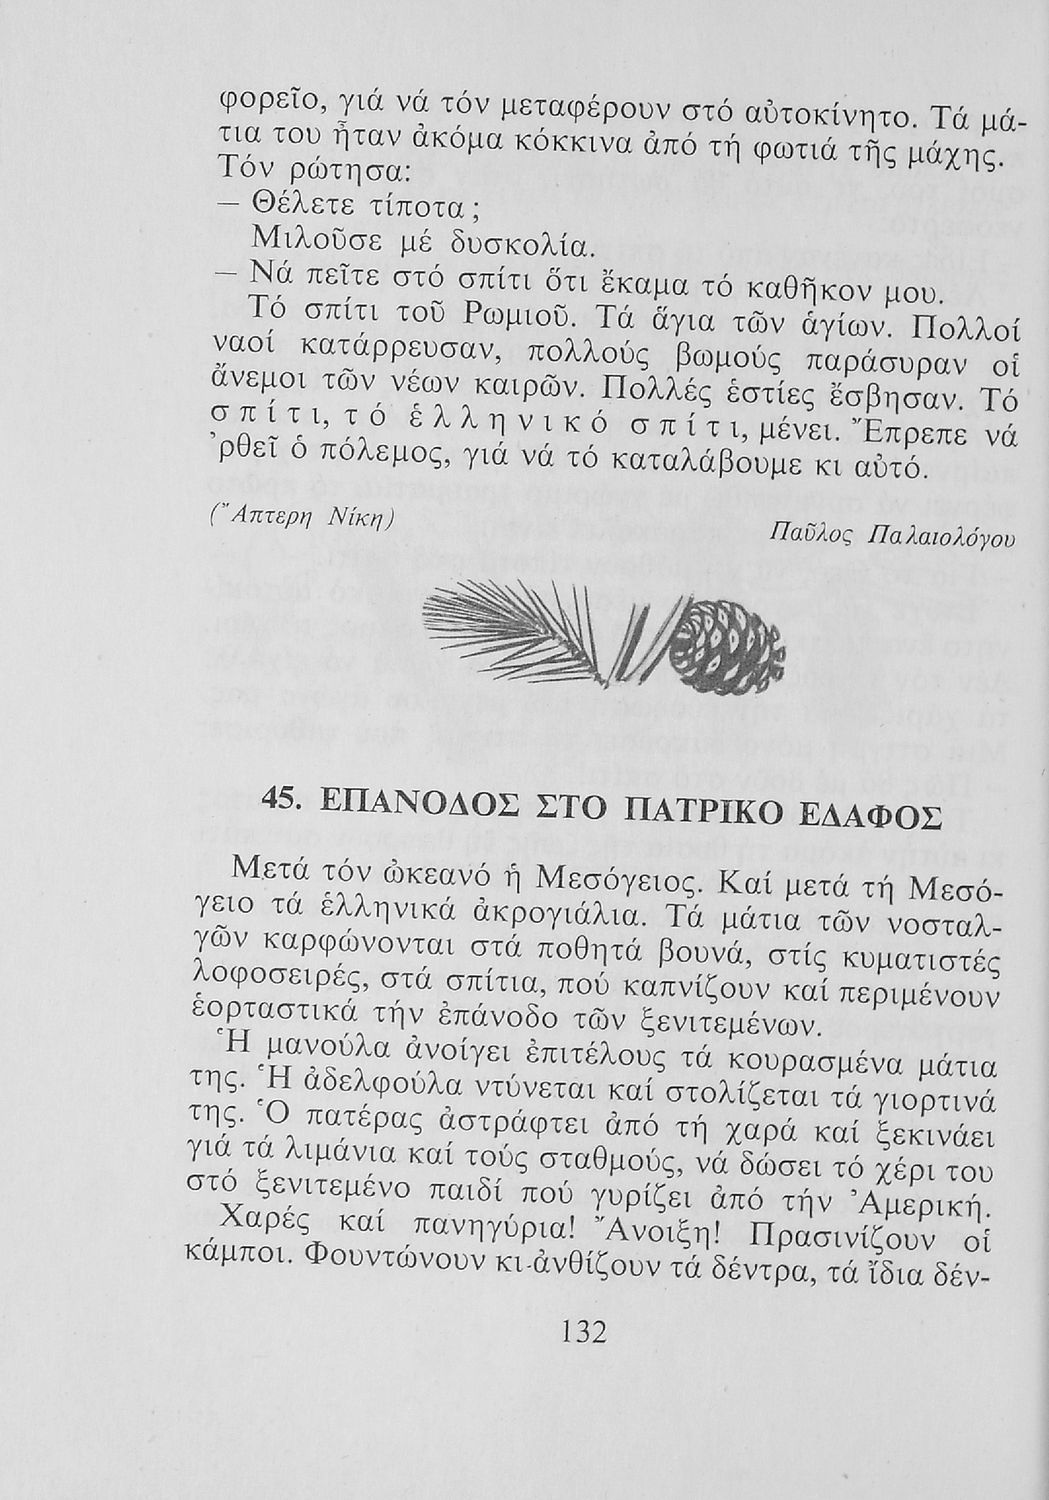 φορεῖο, γιά νά τόν μεταφέρουν στό αὐτοκίνητο. Τά μά-
τια του ἦταν ἀκόμα κόκκινα ἀπό τή φωτιά τῆς μάχης.
Τόν ρώτησα:
— Θέλετε τίποτα ;
Μιλοῦσε μέ δυσκολία.
— Νά πεῖτε στό σπίτι ὅτι ἔκαμα τό καθῆκον μου.
Τό σπίτι τοῦ Ρωμιοῦ. Τά ἅγια τῶν ἁγίων. Πολλοί
ναοί κατάρρευσαν, πολλούς βωμούς παράσυραν οἱ
ἄνεμοι τῶν νέων καιρῶν. Πολλές ἑστίες ἔσβησαν. Τό
σ π ί τ ι, τ ό ἑ λ λ η ν ι κ ό σ π ί τ ι, μένει. Ἔπρεπε νά
᾿ρθεῖ ὁ πόλεμος, γιά νά τό καταλάβουμε κι αὐτό.
(Ἄπτερη Νίκη)
Παῦλος Παλαιολόγου
45. ΕΠΑΝΟΔΟΣ ΣΤΟ ΠΑΤΡΙΚΟ ΕΔΑΦΟΣ
Μετά τόν ὠκεανό ἡ Μεσόγειος. Καί μετά τή Μεσό-
γειο τά ἑλληνικά ἀκρογιάλια. Τά μάτια τῶν νοσταλ-
γῶν καρφώνονται στά ποθητά βουνά, στίς κυματιστές
λοφοσειρές, στά σπίτια, πού καπνίζουν καί περιμένουν
ἑορταστικά τήν ἐπάνοδο τῶν ξενιτεμένων.
Ἡ μανούλα ἀνοίγει ἐπιτέλους τά κουρασμένα μάτια
της. Ἡ ἀδελφούλα ντύνεται καί στολίζεται τά γιορτινά
της. Ὁ πατέρας ἀστράφτει ἀπό τή χαρά καί ξεκινάει
γιά τά λιμάνια καί τούς σταθμούς, νά δώσει τό χέρι του
στό ξενιτεμένο παιδί πού γυρίζει ἀπό τήν Ἀμερική.
Χαρές καί πανηγύρια! Ἄνοιξη! Πρασινίζουν οἱ
κάμποι. Φουντώνουν κι ἀνθίζουν τά δέντρα, τά ἴδια δέν-
132